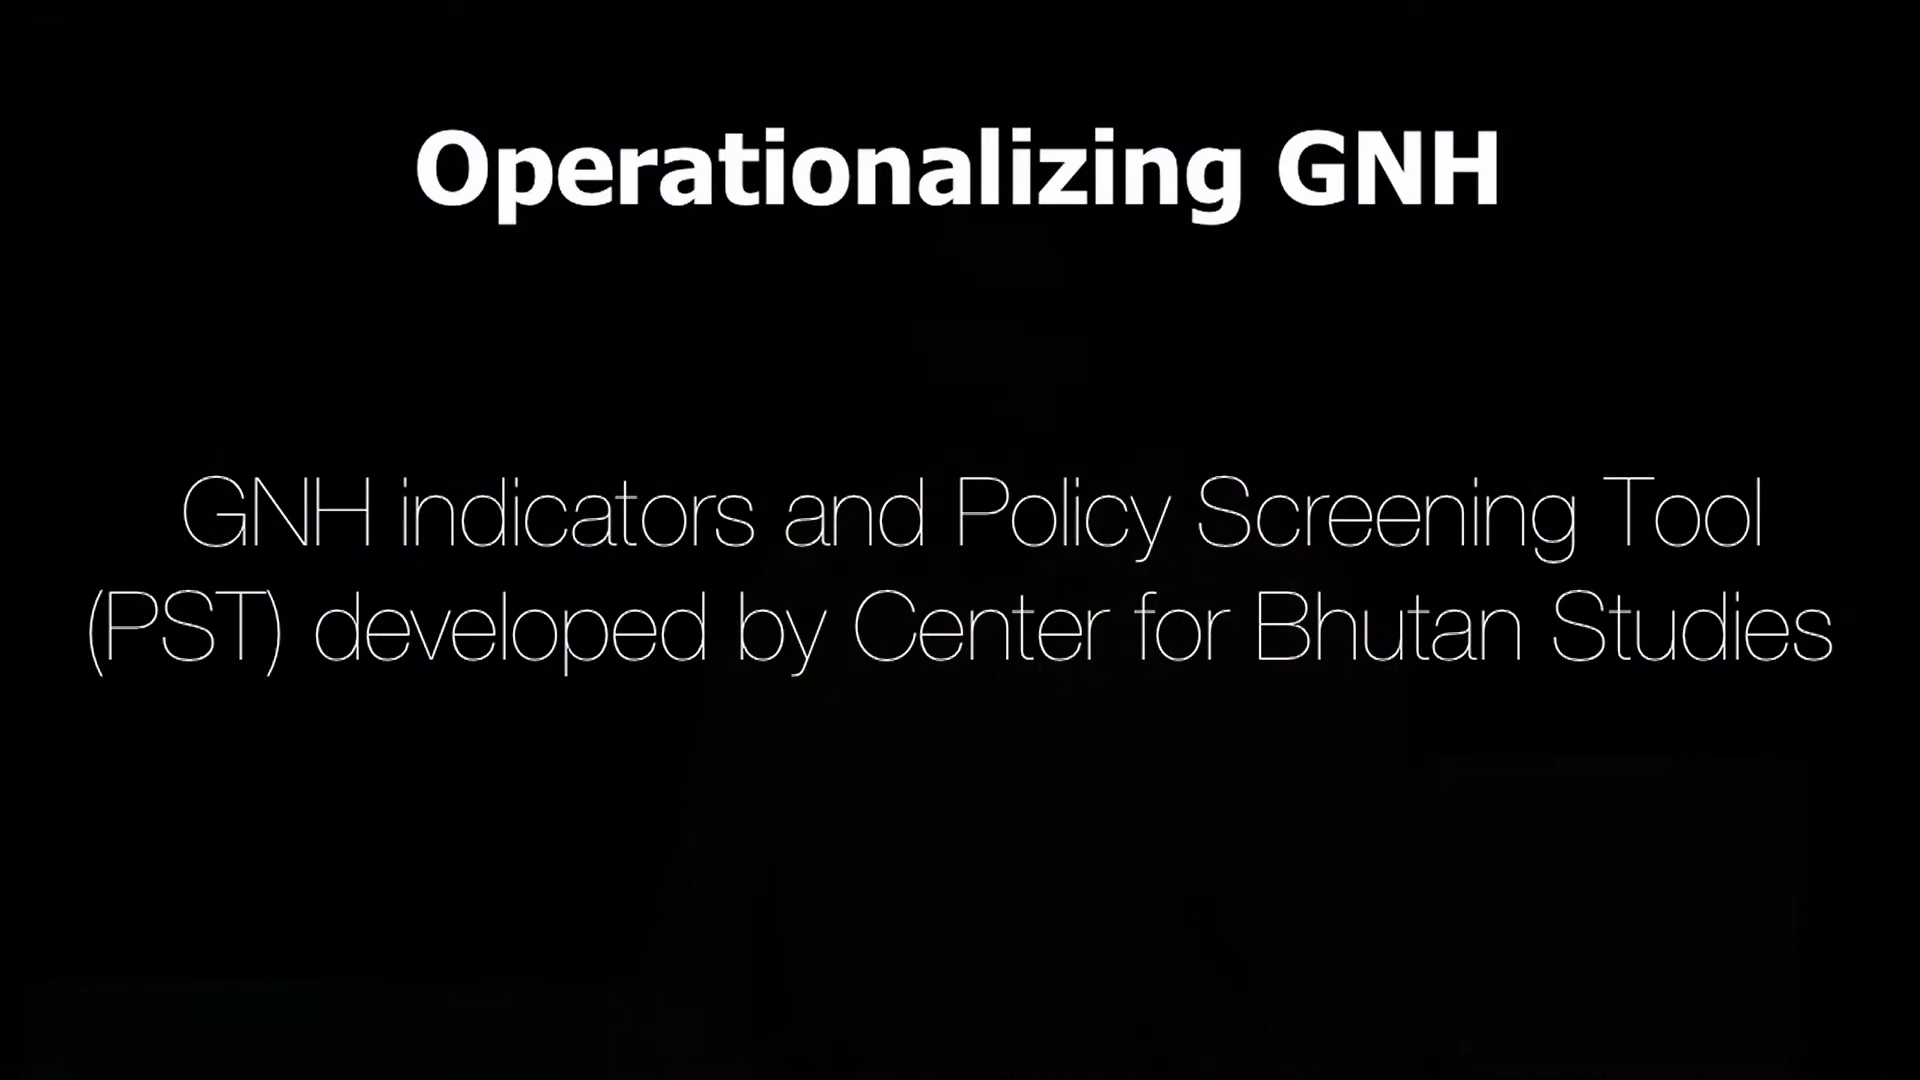 Operationalizing GNH
GNH indicators and Policy Screening Tool
(PST) developed by Center for Bhutan Studies